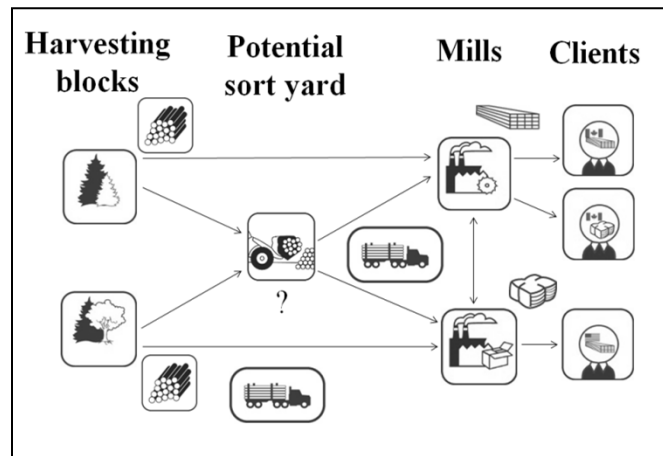 Harvesting
blocks
Potential
sort yard
Mills
Clients
?